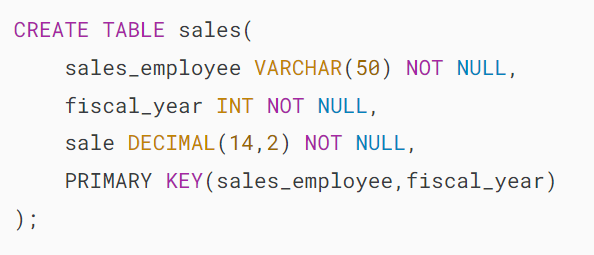 CREATE TABLE sales(
    sales_employee VARCHAR(50) NOT NULL,
    fiscal_year INT NOT NULL,
    sale DECIMAL(14,2) NOT NULL,
    PRIMARY KEY(sales_employee,fiscal_year)
);